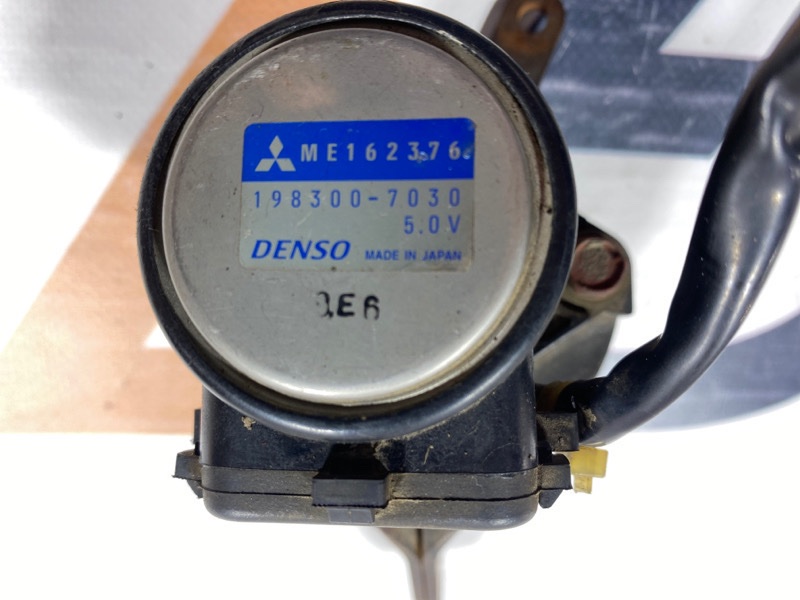 ME162376
198300-7030
5.0V
DENSO MADE IN JAPAN